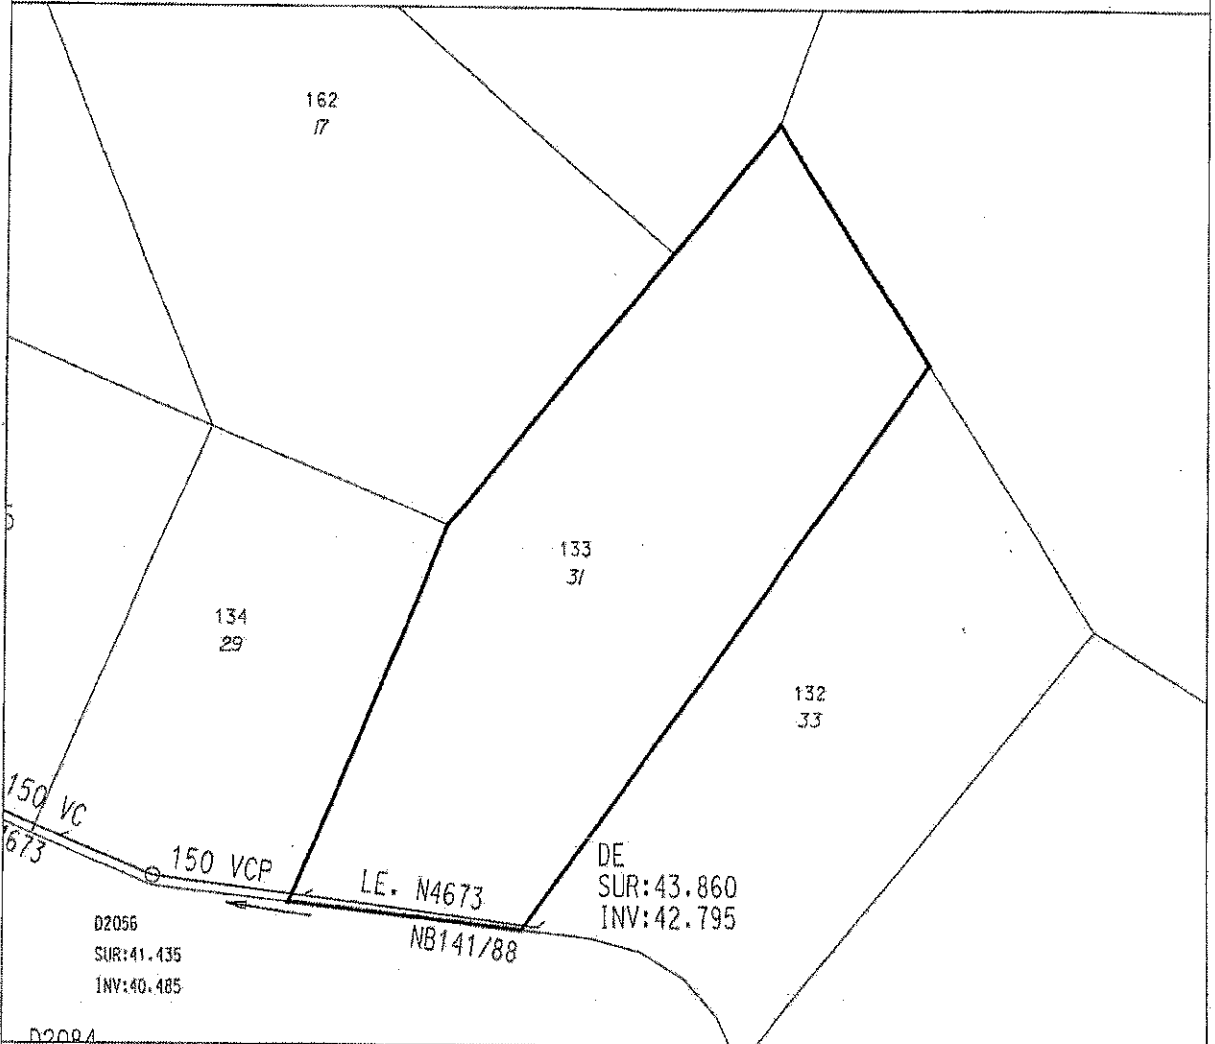 162
17
133
31
134
29
132
33
150 VC
673
150 VCP
LE. N4673
NB141/88
DE
SUR:43.860
INV:42.795
D2056
SUR:41.435
INV:40.485
D2084